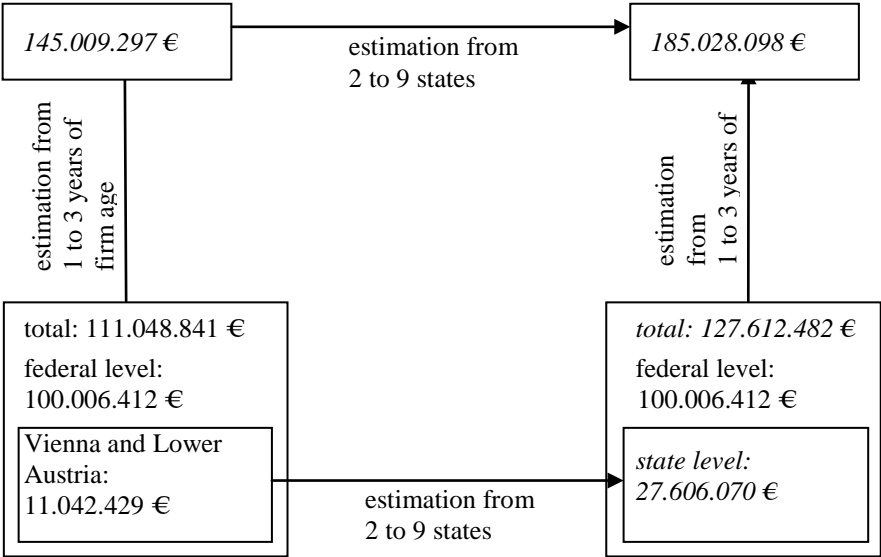 145.009.297 €
estimation from
2 to 9 states
185.028.098 €
estimation from
1 to 3 years of
firm age
estimation
from
1 to 3 years of
total: 111.048.841 €
federal level:
100.006.412 €
Vienna and Lower
Austria:
11.042.429 €
estimation from
2 to 9 states
total: 127.612.482 €
federal level:
100.006.412 €
state level:
27.606.070 €